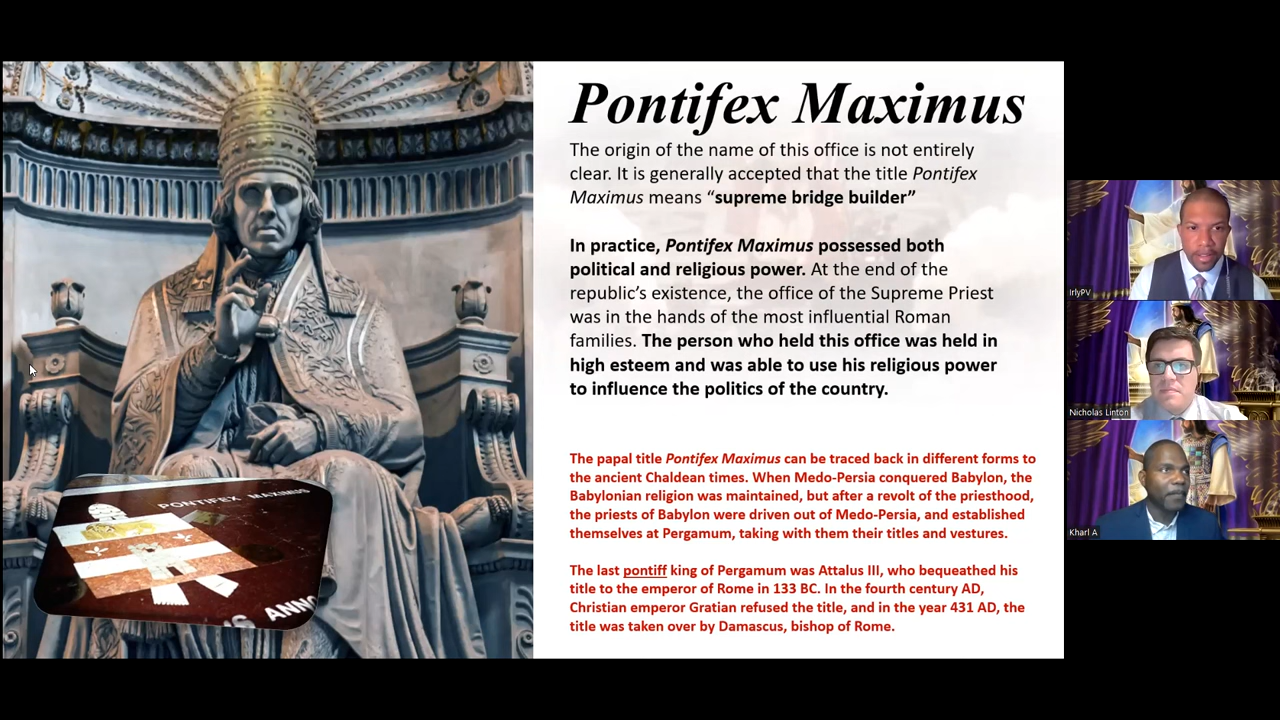 Pontifex Maximus
The origin of the name of this office is not entirely
clear. It is generally accepted that the title Pontifex
Maximus means “supreme bridge builder”
In practice, Pontifex Maximus possessed both
political and religious power. At the end of the
republic’s existence, the office of the Supreme Priest
was in the hands of the most influential Roman
families. The person who held this office was held in
high esteem and was able to use his religious power
to influence the politics of the country.
The papal title Pontifex Maximus can be traced back in different forms to
the ancient Chaldean times. When Medo-Persia conquered Babylon, the
Babylonian religion was maintained, but after a revolt of the priesthood,
the priests of Babylon were driven out of Medo-Persia, and established
themselves at Pergamum, taking with them their titles and vestures.
The last pontiff king of Pergamum was Attalus III, who bequeathed his
title to the emperor of Rome in 133 BC. In the fourth century AD,
Christian emperor Gratian refused the title, and in the year 431 AD, the
title was taken over by Damascus, bishop of Rome.
PONTIFEX MAXIMUS
ANNO
IrlyPV
Nicholas Linton
Kharl A